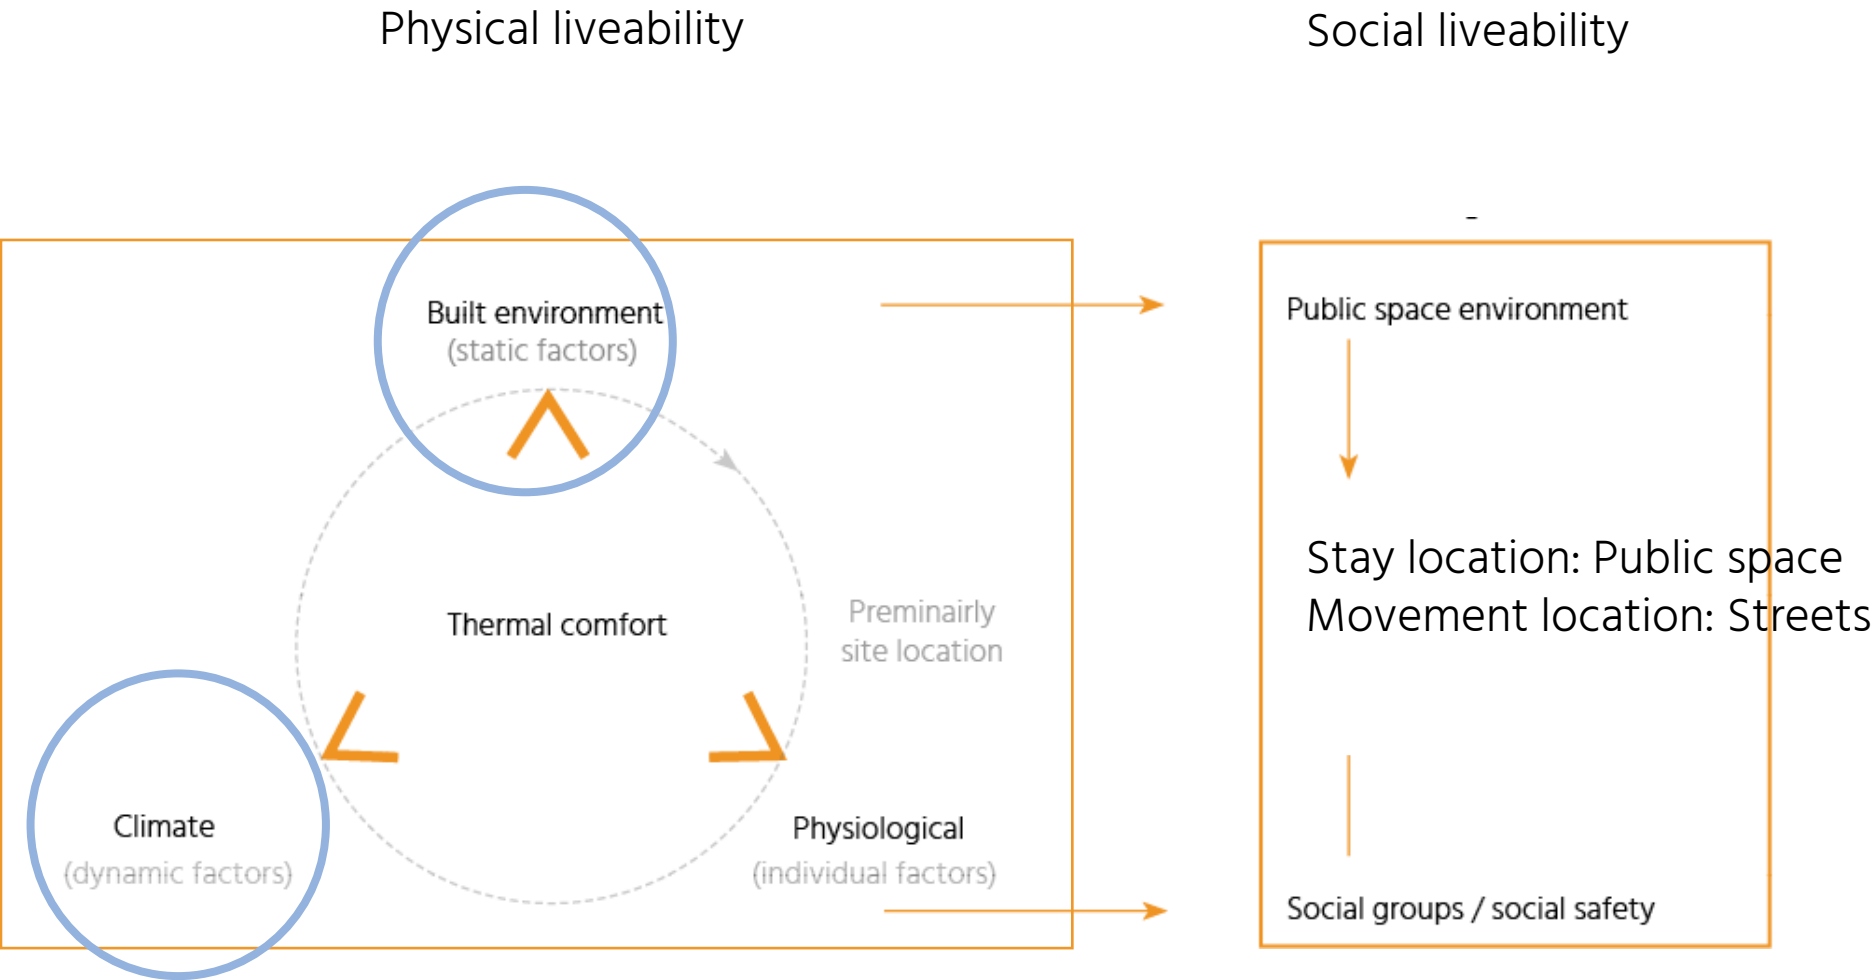 Physical liveability
Social liveability
Built environment
(static factors)
Thermal comfort
Preminairly
site location
Climate
(dynamic factors)
Physiological
(individual factors)
Public space environment
Stay location: Public space
Movement location: Streets
Social groups / social safety